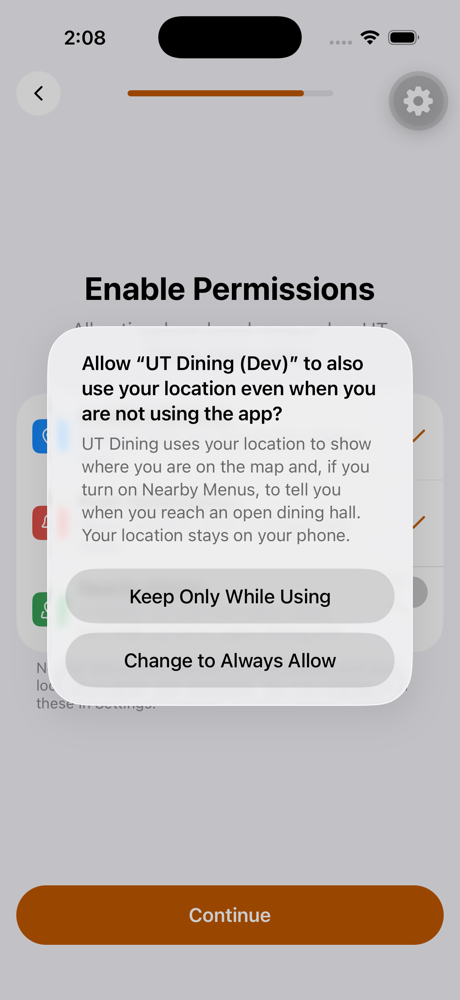 2:08
Enable Permissions
Allow “UT Dining (Dev)” to also
use your location even when you
are not using the app?
UT Dining uses your location to show
where you are on the map and, if you
turn on Nearby Menus, to tell you
when you reach an open dining hall.
Your location stays on your phone.
Keep Only While Using
Change to Always Allow
these in Settings.
Continue